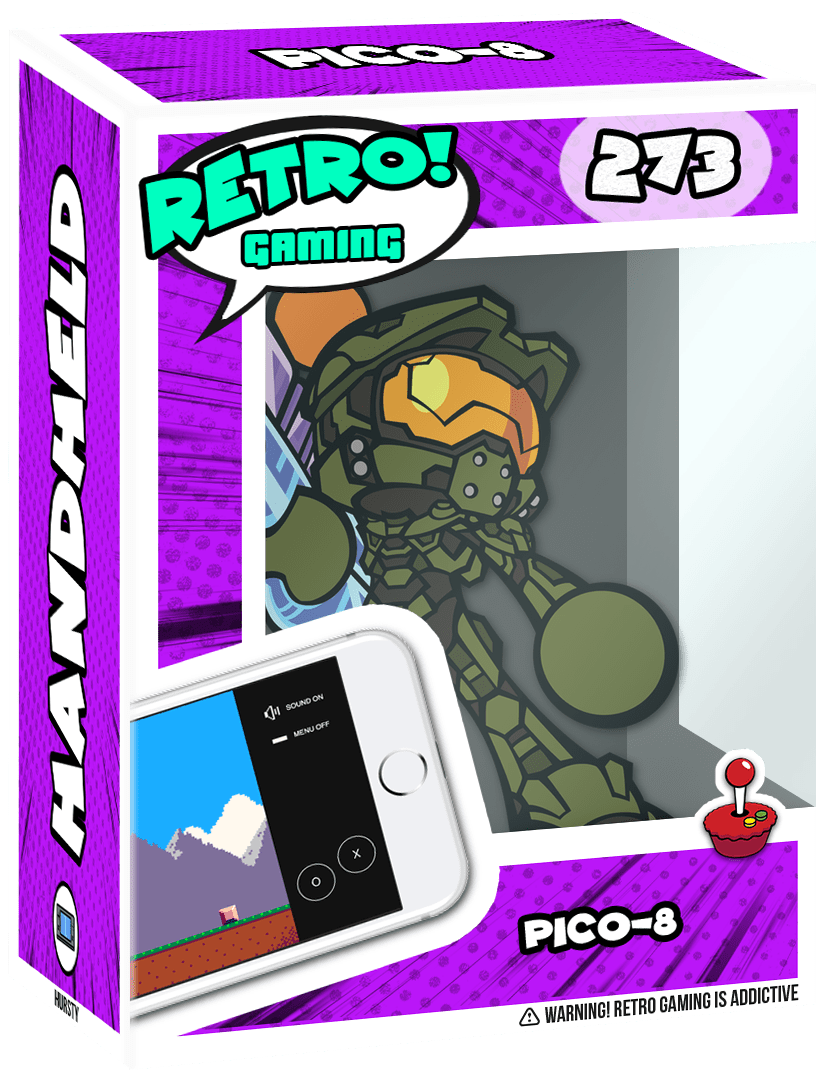 PICO-8
RETRO!
GAMING
273
HANDHELD
HURSTY
SOUND ON
MENU OFF
O
X
PICO-8
WARNING! RETRO GAMING IS ADDICTIVE